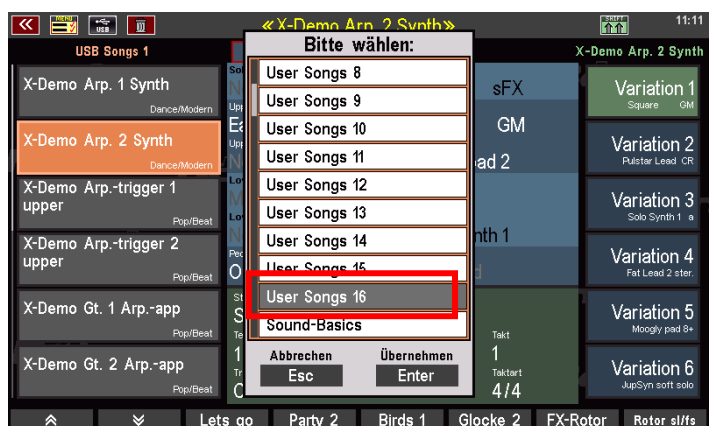 MENU
USB
«X-Demo Arp. 2 Synth»
SHIFT
11:11
USB Songs 1
Bitte wählen:
X-Demo Arp. 2 Synth
X-Demo Arp. 1 Synth
Dance/Modern
X-Demo Arp. 2 Synth
Dance/Modern
X-Demo Arp.-trigger 1
upper
Pop/Beat
X-Demo Arp.-trigger 2
upper
Pop/Beat
X-Demo Gt. 1 Arp.-app
Pop/Beat
X-Demo Gt. 2 Arp.-app
Pop/Beat
User Songs 8
User Songs 9
User Songs 10
User Songs 11
User Songs 12
User Songs 13
User Songs 14
User Songs 15
User Songs 16
Sound-Basics
Abbrechen
Übernehmen
Esc
Enter
sFX
GM
Takt
1
Taktart
4/4
Variation 1
Square GM
Variation 2
Pulstar Lead CR
Variation 3
Solo Synth 1 a
Variation 4
Fat Lead 2 ster.
Variation 5
Moogly pad 8+
Variation 6
JupSyn soft solo
Lets go
Party 2
Birds 1
Glocke 2
FX-Rotor
Rotor sl/fs